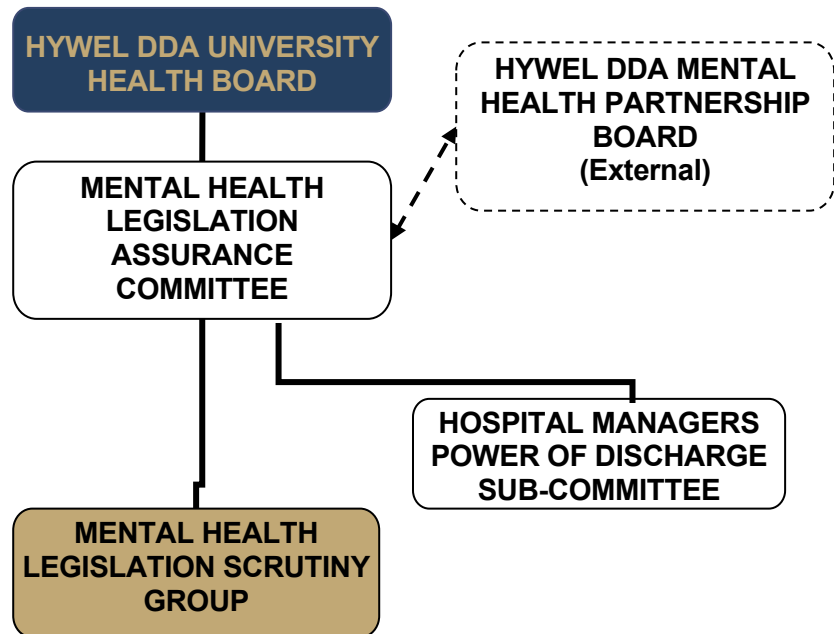 HYWEL DDA UNIVERSITY
HEALTH BOARD
HYWEL DDA MENTAL
HEALTH PARTNERSHIP
BOARD
(External)
MENTAL HEALTH
LEGISLATION
ASSURANCE
COMMITTEE
HOSPITAL MANAGERS
POWER OF DISCHARGE
SUB-COMMITTEE
MENTAL HEALTH
LEGISLATION SCRUTINY
GROUP